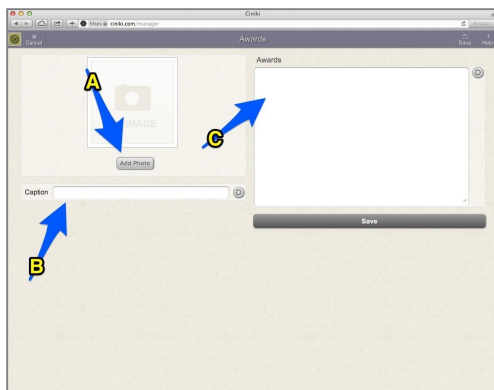 Ciniki
https ciniki.com/manager
Cancel
Awards
Save
Help
A
IMAGE
Add Photo
Caption
B
Awards
C
Save